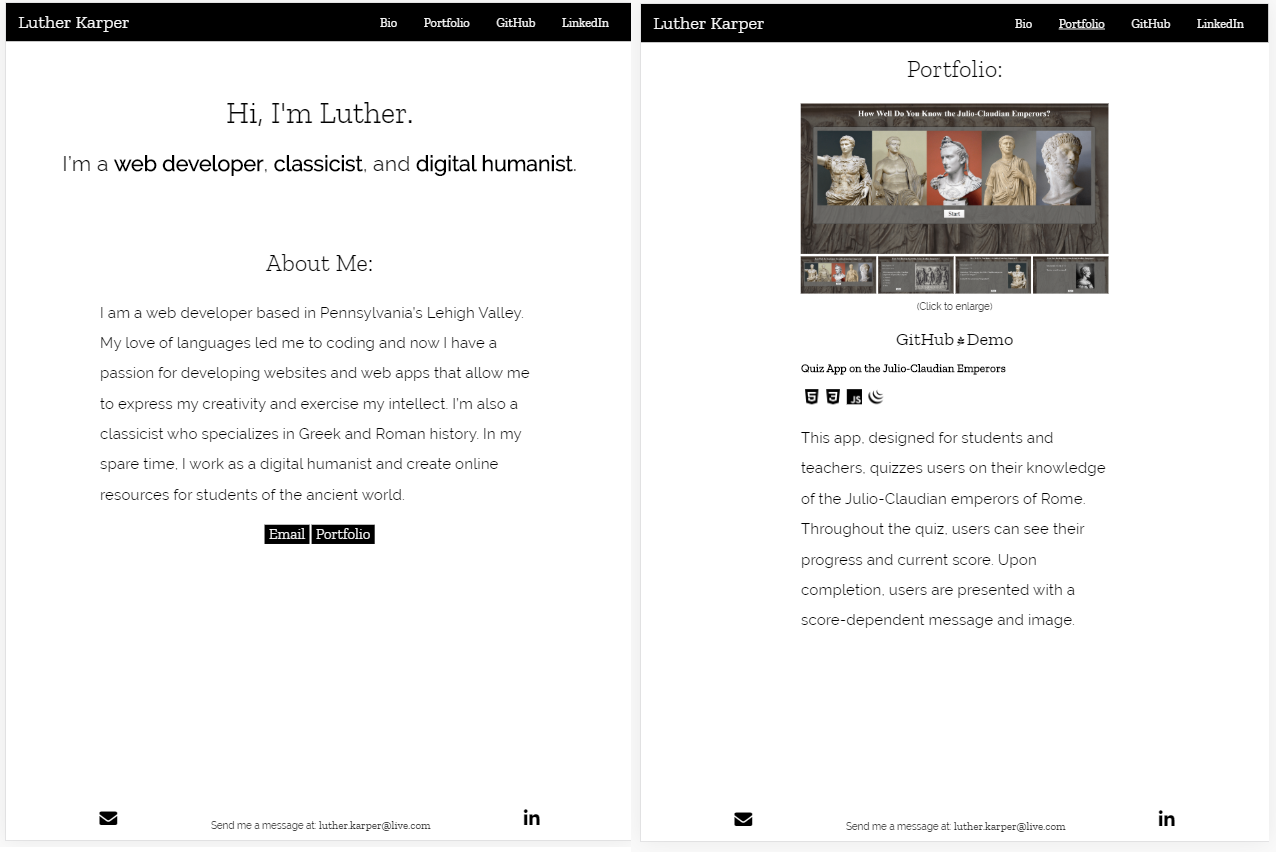 Luther Karper Bio Portfolio GitHub LinkedIn
Hi, I'm Luther.
I'm a web developer, classicist, and digital humanist.
About Me:
I am a web developer based in Pennsylvania's Lehigh Valley.
My love of languages led me to coding and now I have a
passion for developing websites and web apps that allow me
to express my creativity and exercise my intellect. I'm also a
classicist who specializes in Greek and Roman history. In my
spare time, I work as a digital humanist and create online
resources for students of the ancient world.
Email Portfolio
Send me a message at: luther.karper@live.com
in
Luther Karper Bio Portfolio GitHub LinkedIn
Portfolio:
How Well Do You Know the Julio-Claudian Emperors?
Start
(Click to enlarge)
GitHub Demo
Quiz App on the Julio-Claudian Emperors
5 3 JS
This app, designed for students and
teachers, quizzes users on their knowledge
of the Julio-Claudian emperors of Rome.
Throughout the quiz, users can see their
progress and current score. Upon
completion, users are presented with a
score-dependent message and image.
Send me a message at: luther.karper@live.com
in